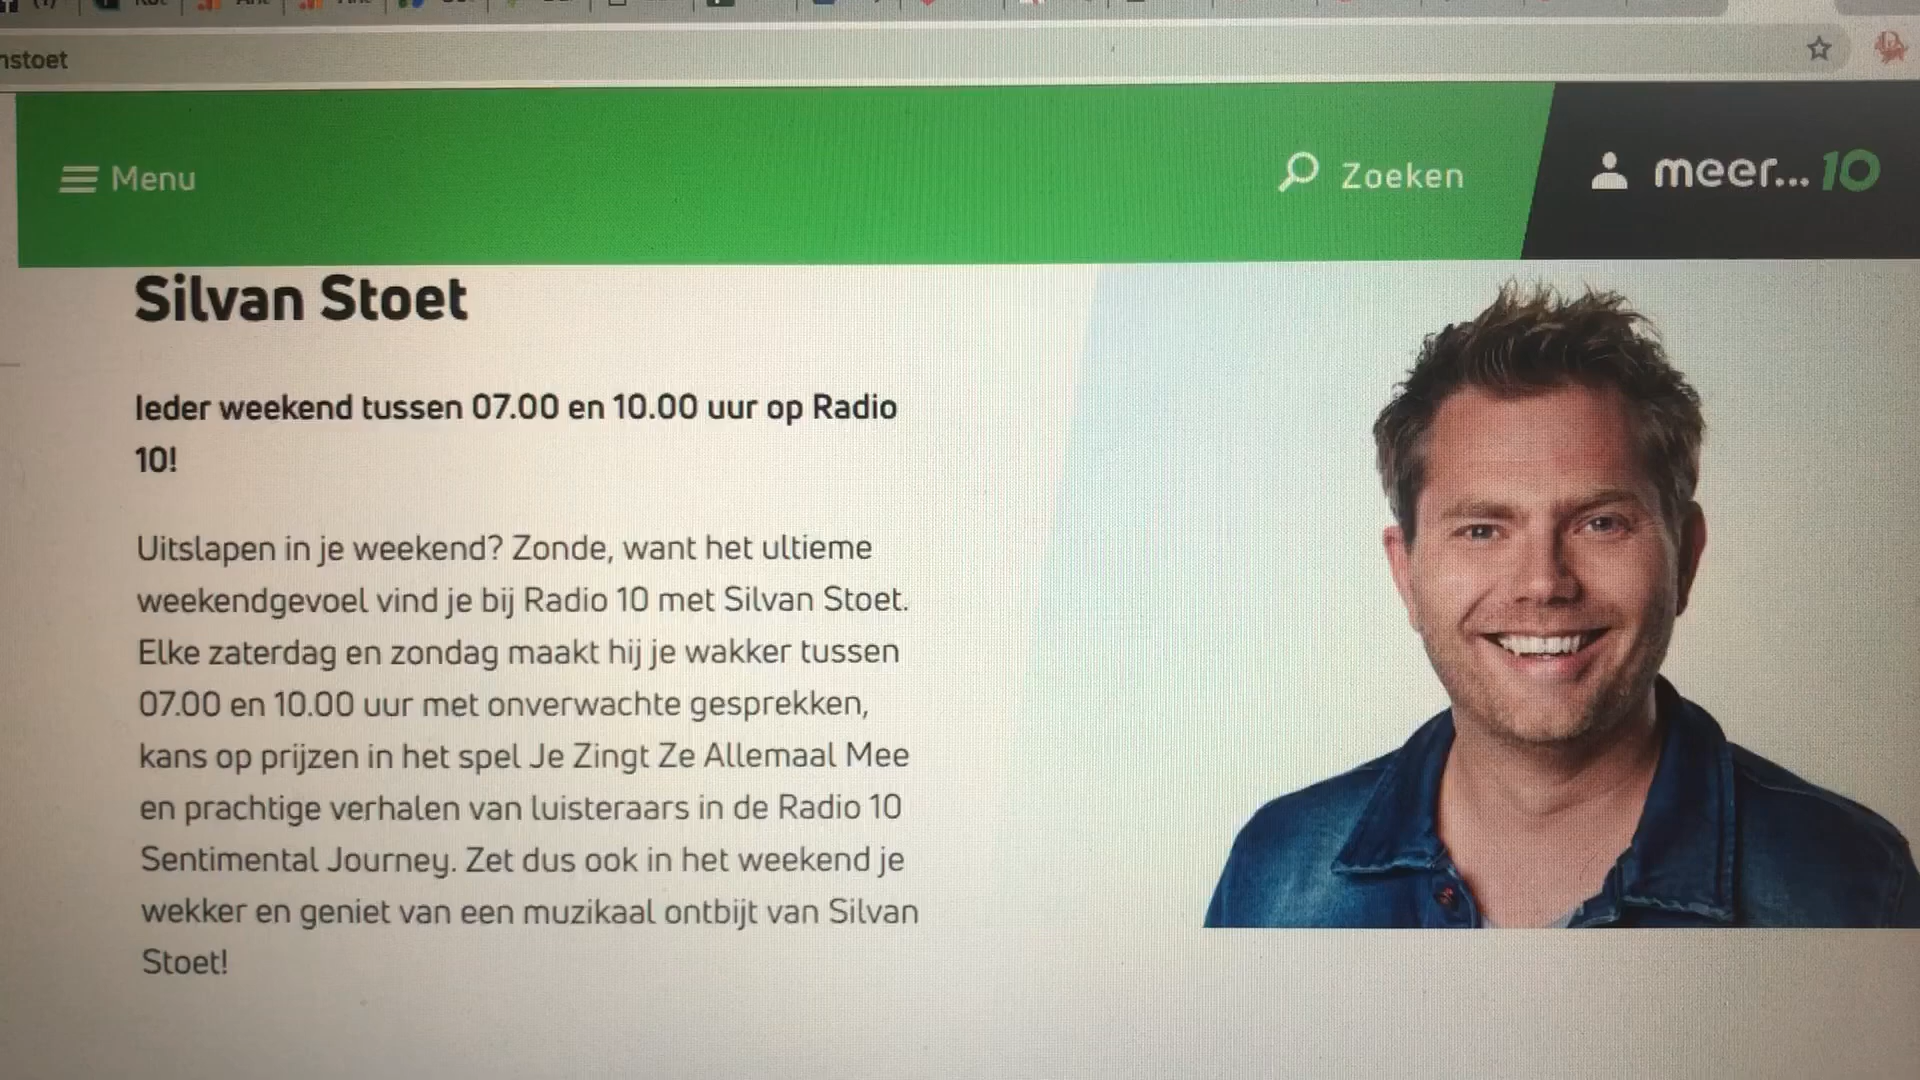 nstoet
Menu
Zoeken
meer... 10
Silvan Stoet
Ieder weekend tussen 07.00 en 10.00 uur op Radio
10!
Uitslapen in je weekend? Zonde, want het ultieme
weekendgevoel vind je bij Radio 10 met Silvan Stoet.
Elke zaterdag en zondag maakt hij je wakker tussen
07.00 en 10.00 uur met onverwachte gesprekken,
kans op prijzen in het spel Je Zingt Ze Allemaal Mee
en prachtige verhalen van luisteraars in de Radio 10
Sentimental Journey. Zet dus ook in het weekend je
wekker en geniet van een muzikaal ontbijt van Silvan
Stoet!